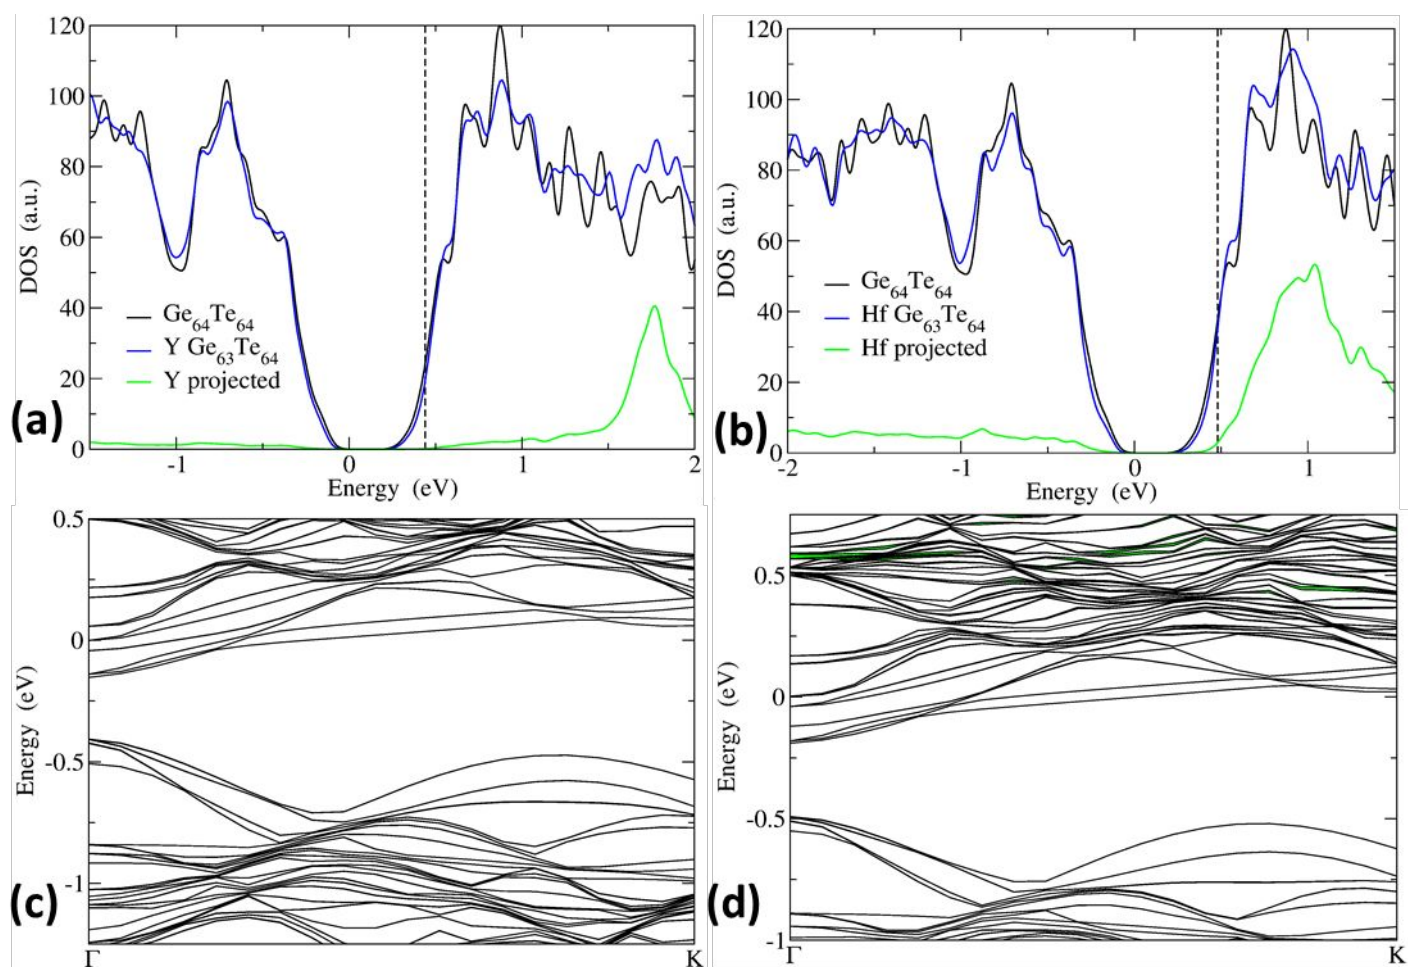 120
100
80
60
40
20
0
DOS (a.u.)
Ge64Te64
Y Ge63Te64
Y projected
(a)
-1
0
1
2
Energy (eV)
120
100
80
60
40
20
0
DOS (a.u.)
Ge64Te64
Hf Ge63Te64
Hf projected
(b)
-2
-1
0
1
Energy (eV)
0.5
0
-0.5
-1
Energy (eV)
(c)
Γ
K
0.5
0
-0.5
-1
Energy (eV)
(d)
Γ
K